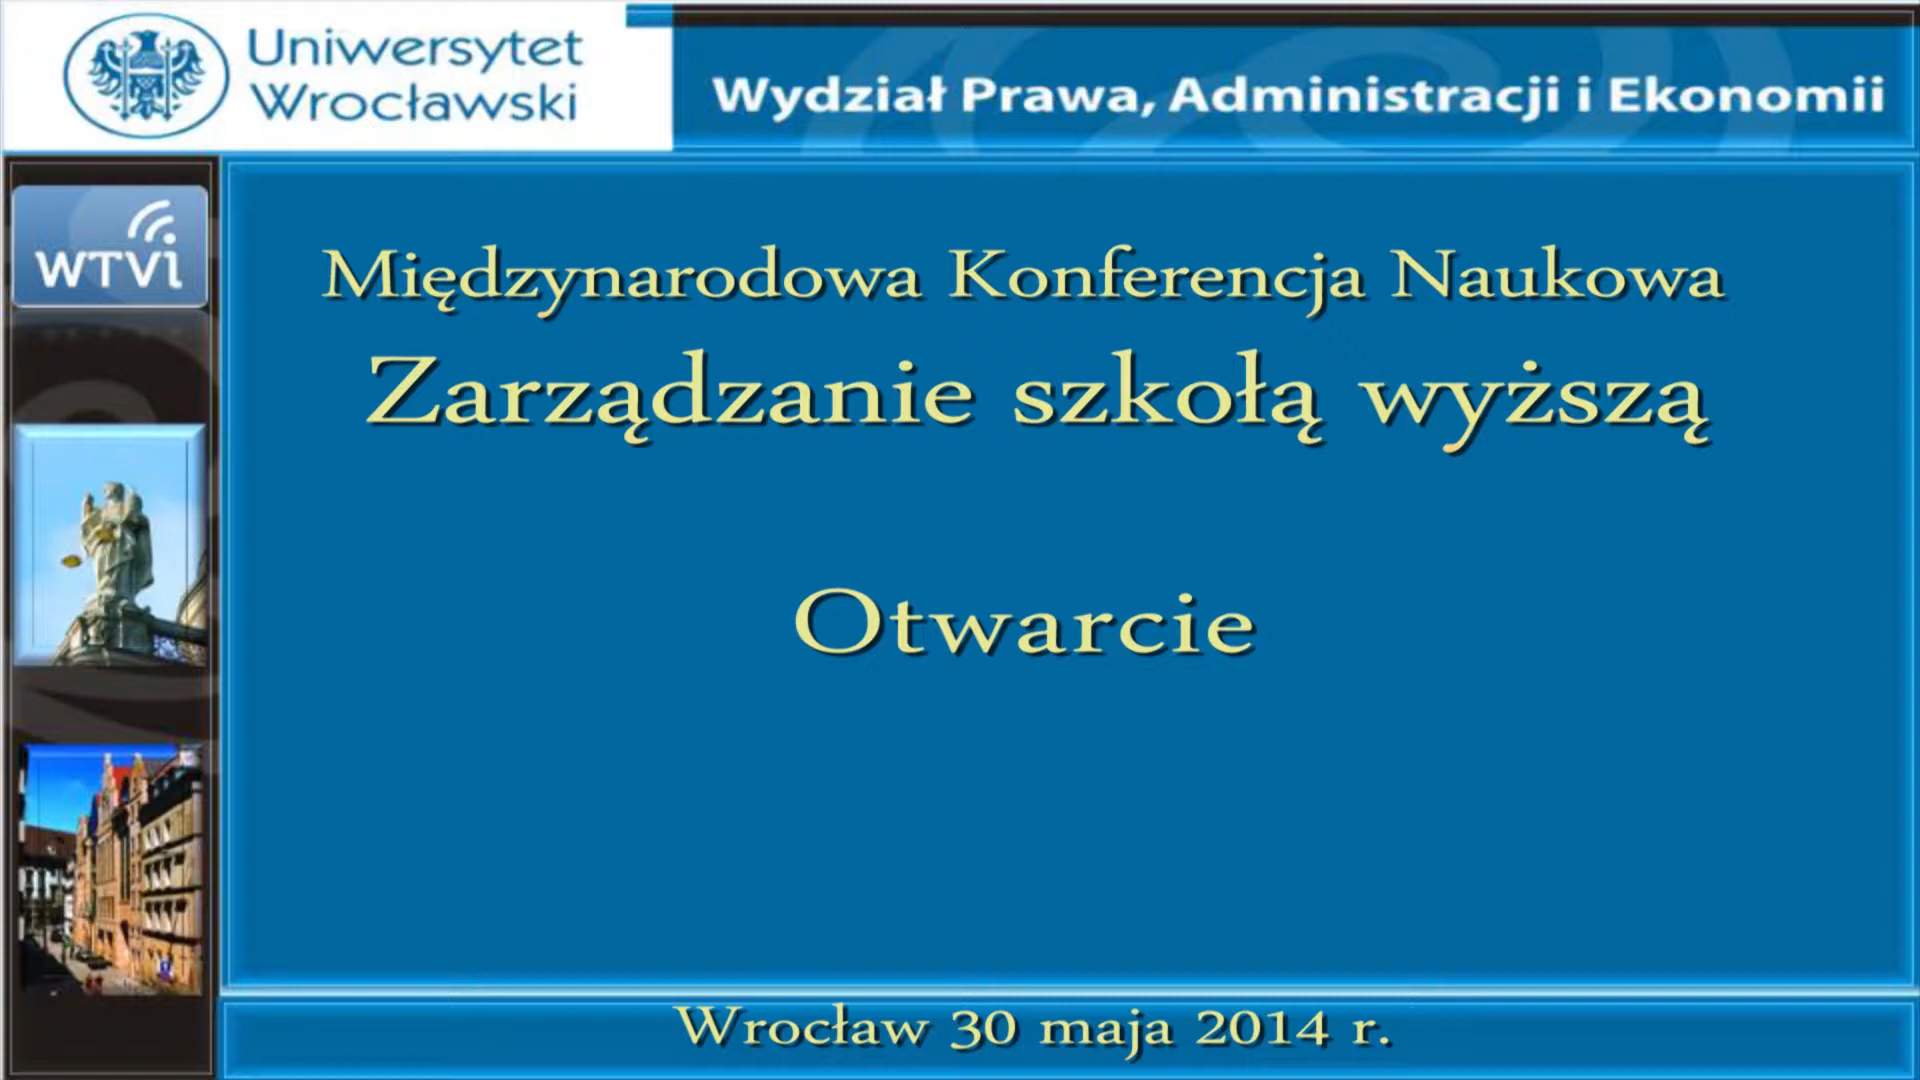 Uniwersytet
Wrocławski
Wydział Prawa, Administracji i Ekonomii
WTVi
Międzynarodowa Konferencja Naukowa
Zarządzanie szkołą wyższą
Otwarcie
Wrocław 30 maja 2014 r.